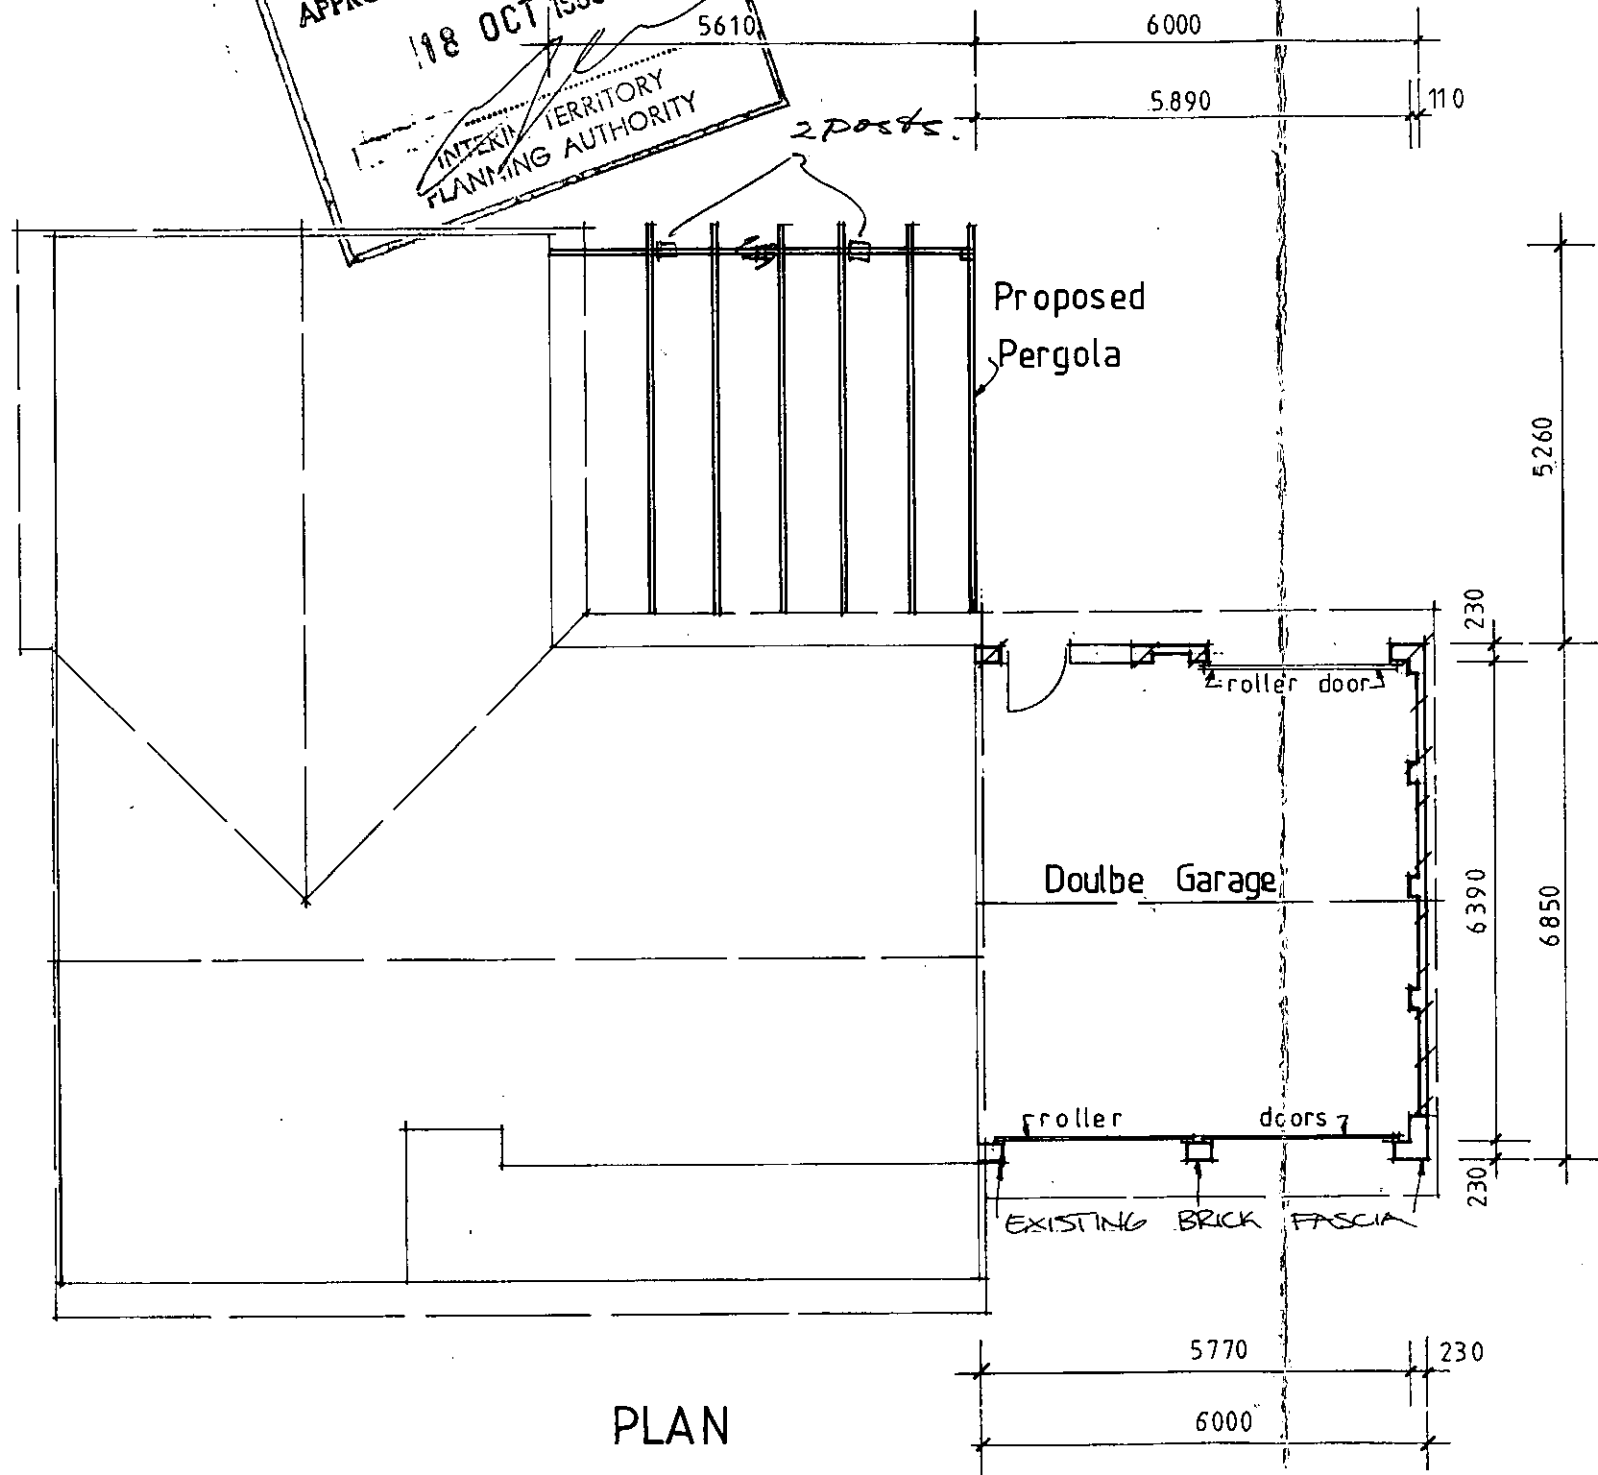 18 OCT
INTERIM TERRITORY
PLANNING AUTHORITY
5610
6000
5.890
110
2 posts.
Proposed
Pergola
5260
230
roller door
Doulbe Garage
6390
6850
roller doors
230
EXISTING BRICK FASCIA
5770
230
6000
PLAN